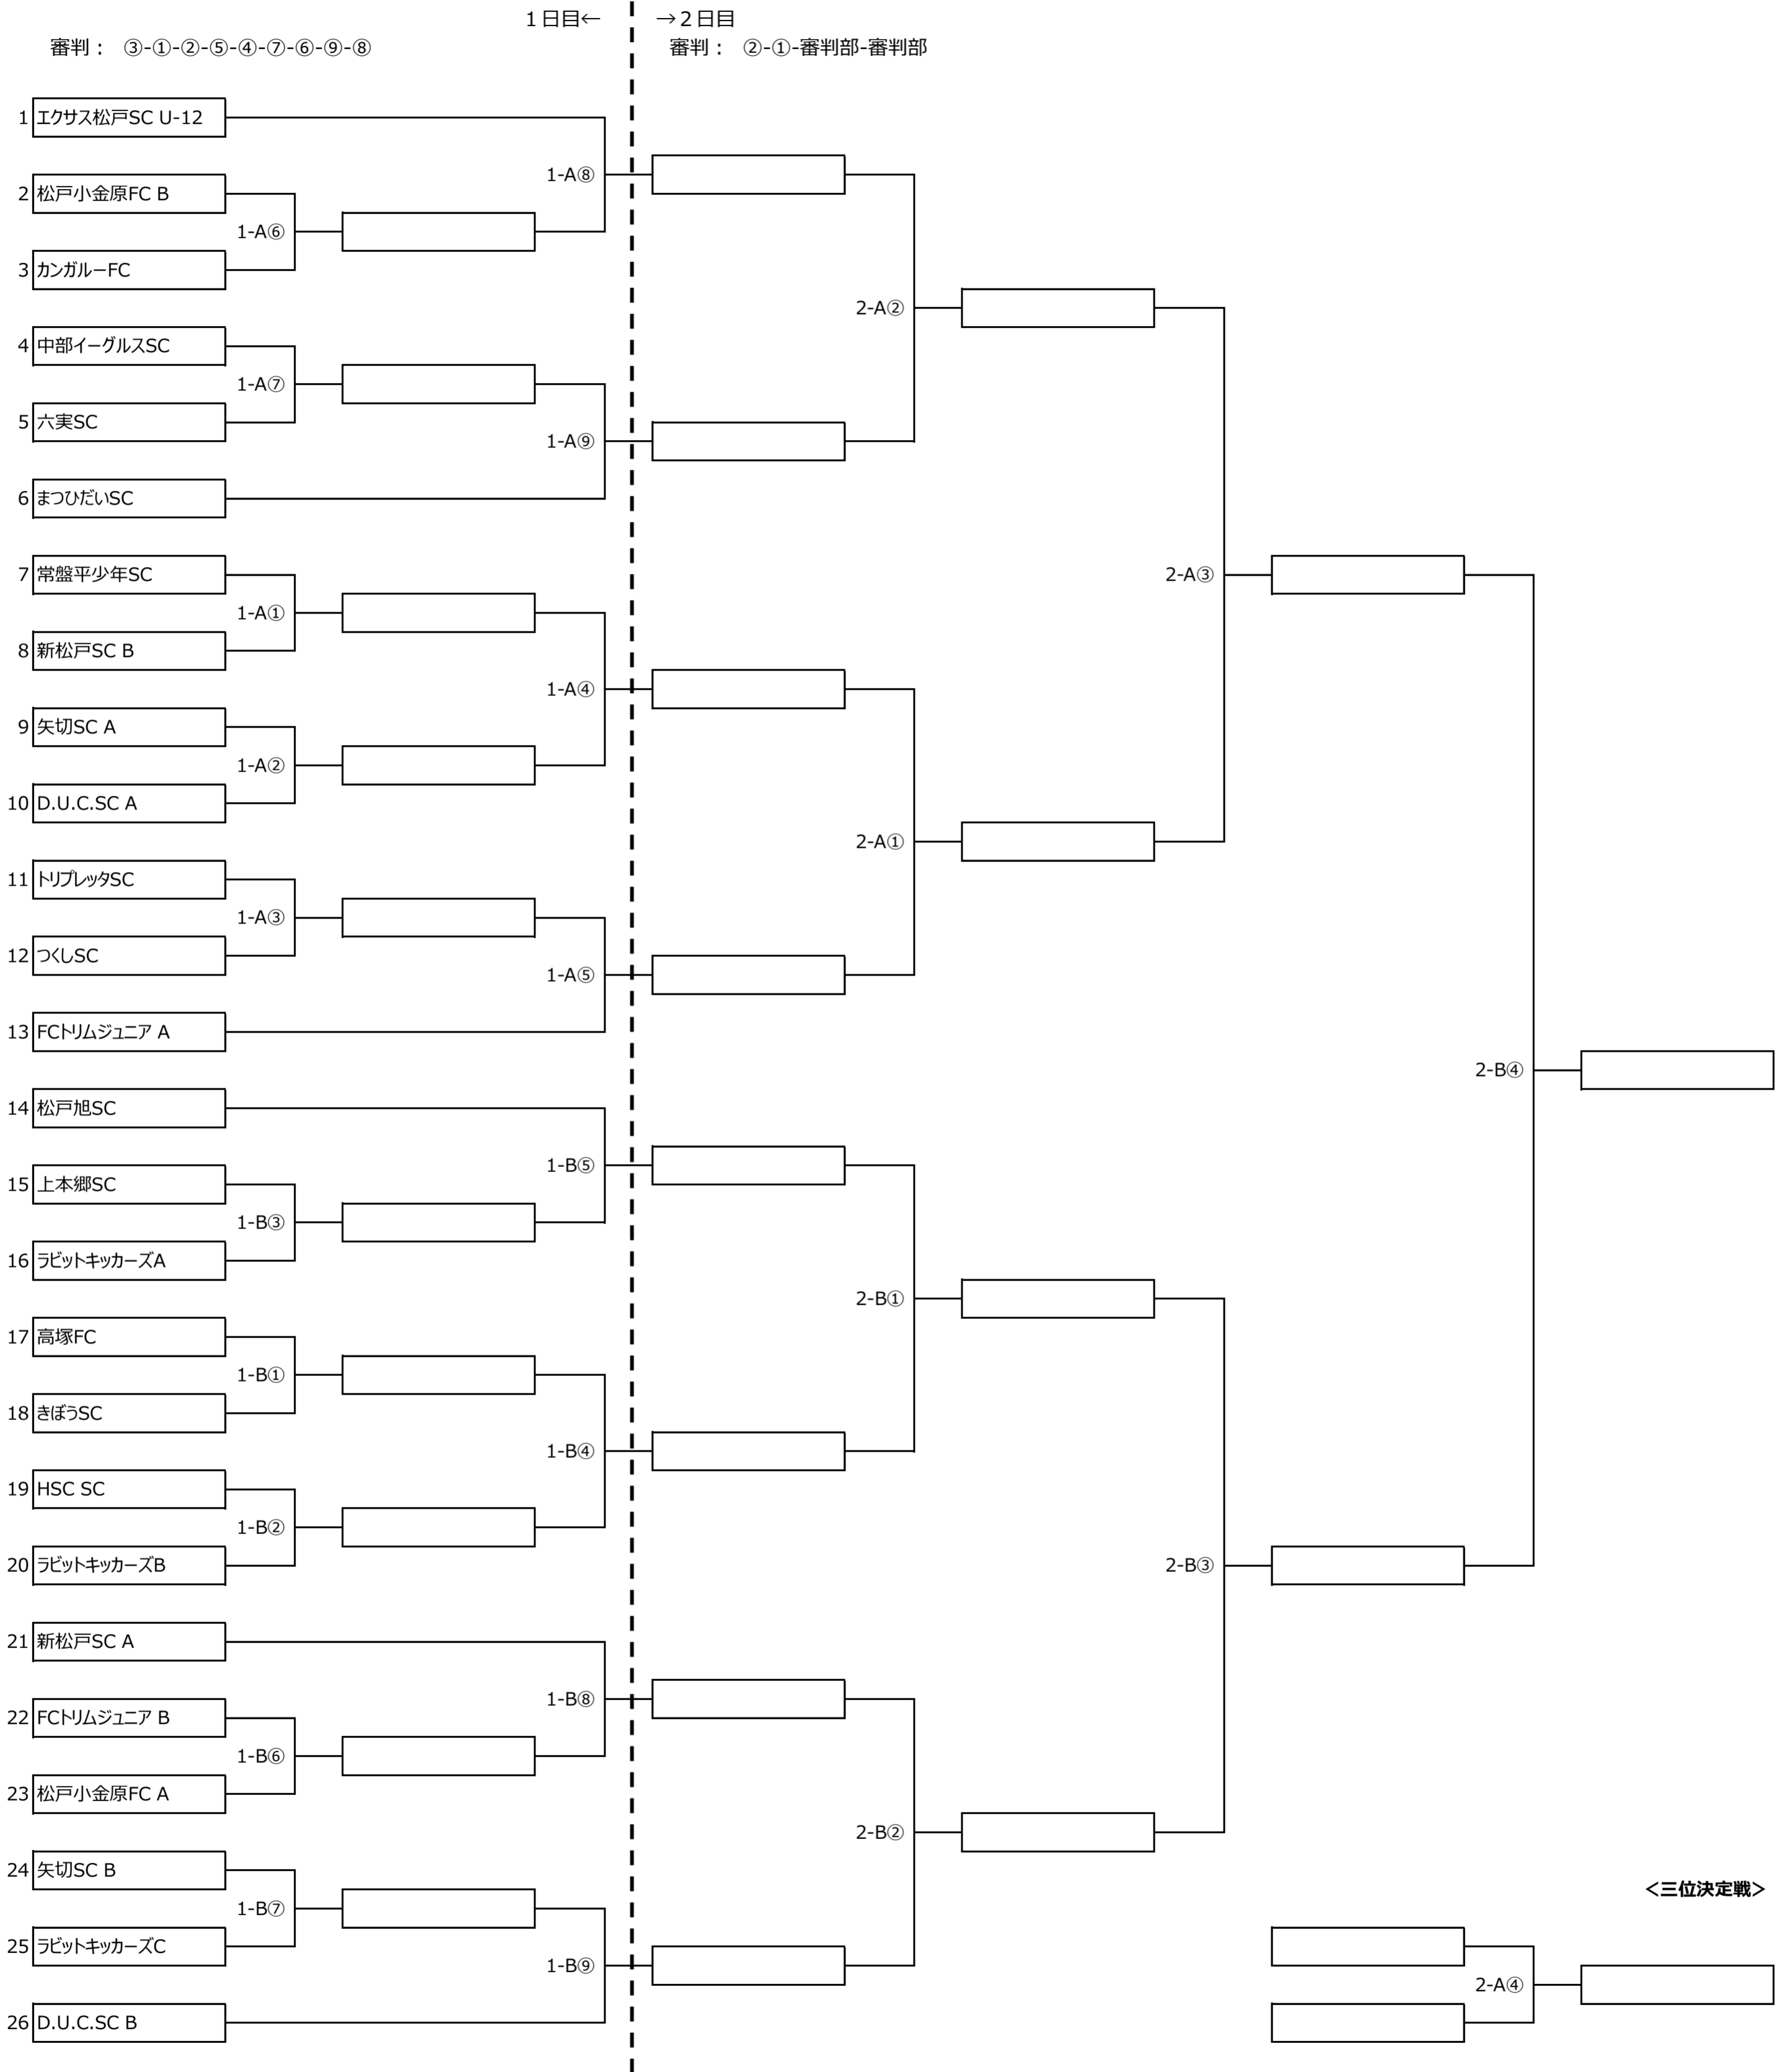 １日目← →２日目
審判： ③-①-②-⑤-④-⑦-⑥-⑨-⑧ 審判： ②-①-審判部-審判部
1 エクサス松戸SC U-12
1-A⑧
2 松戸小金原FC B
1-A⑥
3 カンガルーFC
2-A②
4 中部イーグルスSC
1-A⑦
5 六実SC
1-A⑨
6 まつひだいSC
7 常盤平少年SC
2-A③
1-A①
8 新松戸SC B
1-A④
9 矢切SC A
1-A②
10 D.U.C.SC A
2-A①
11 トリプレッタSC
1-A③
12 つくしSC
1-A⑤
13 FCトリムジュニア A
2-B④
14 松戸旭SC
1-B⑤
15 上本郷SC
1-B③
16 ラビットキッカーズA
2-B①
17 高塚FC
1-B①
18 きぼうSC
1-B④
19 HSC SC
1-B②
20 ラビットキッカーズB
2-B③
21 新松戸SC A
1-B⑧
22 FCトリムジュニア B
1-B⑥
23 松戸小金原FC A
2-B②
24 矢切SC B
＜三位決定戦＞
1-B⑦
25 ラビットキッカーズC
1-B⑨
2-A④
26 D.U.C.SC B